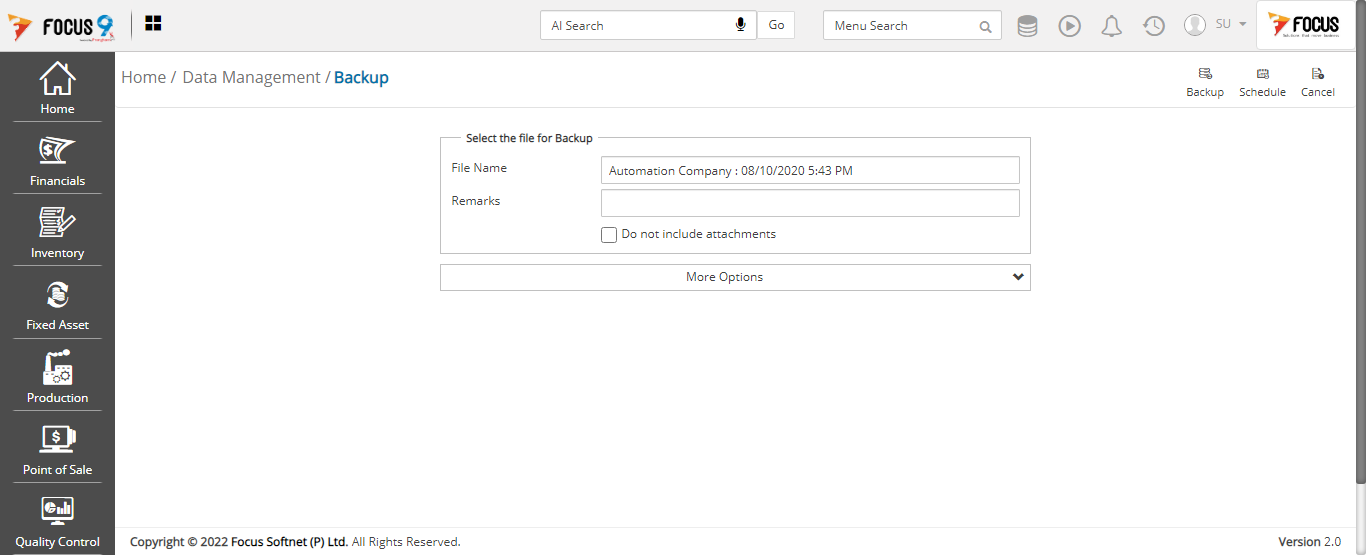 FOCUS 9
AI Search
Go
Menu Search
SU
FOCUS
Home / Data Management / Backup
Backup
Schedule
Cancel
Home
Financials
Inventory
Fixed Asset
Production
Point of Sale
Quality Control
Select the file for Backup
File Name
Automation Company : 08/10/2020 5:43 PM
Remarks
Do not include attachments
More Options
Copyright © 2022 Focus Softnet (P) Ltd. All Rights Reserved.
Version 2.0